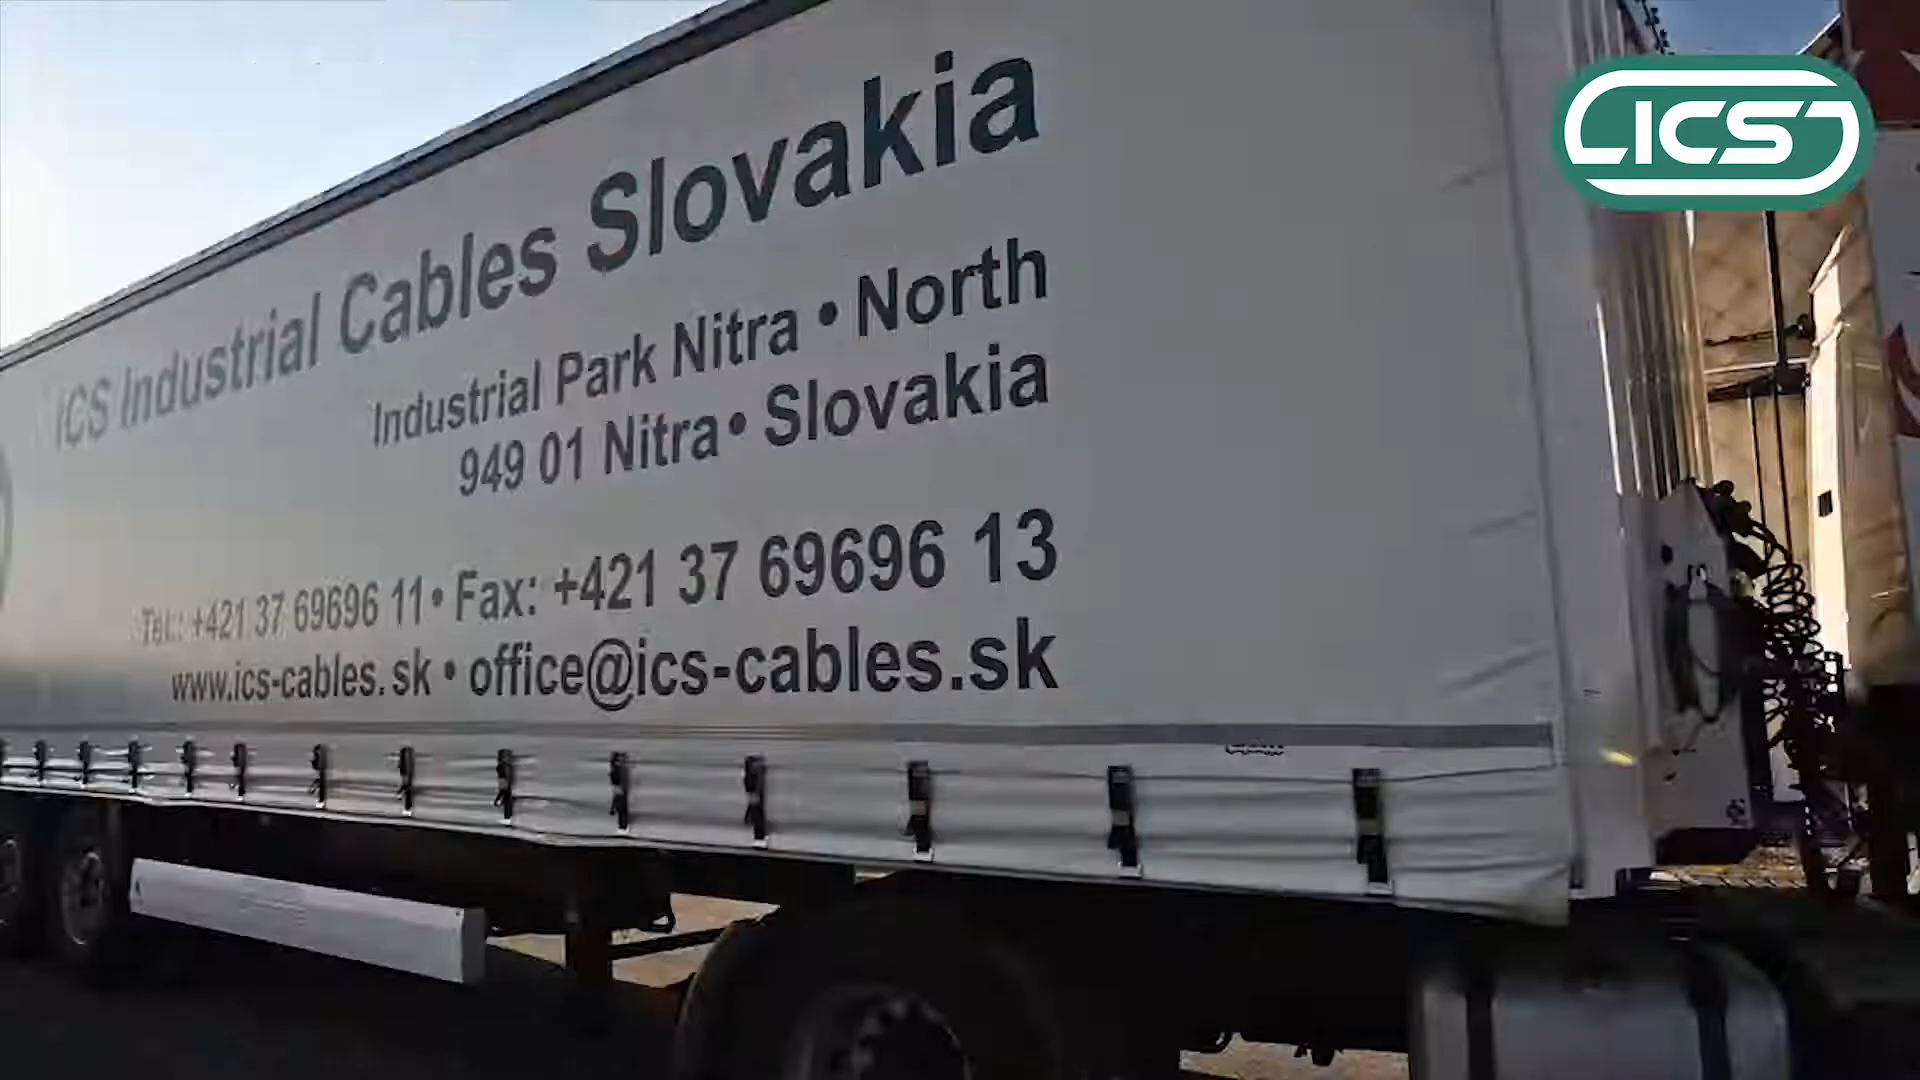 ICS Industrial Cables Slovakia
Industrial Park Nitra • North
949 01 Nitra • Slovakia
Tel.: +421 37 69696 11 • Fax: +421 37 69696 13
www.ics-cables.sk • office@ics-cables.sk
ICS